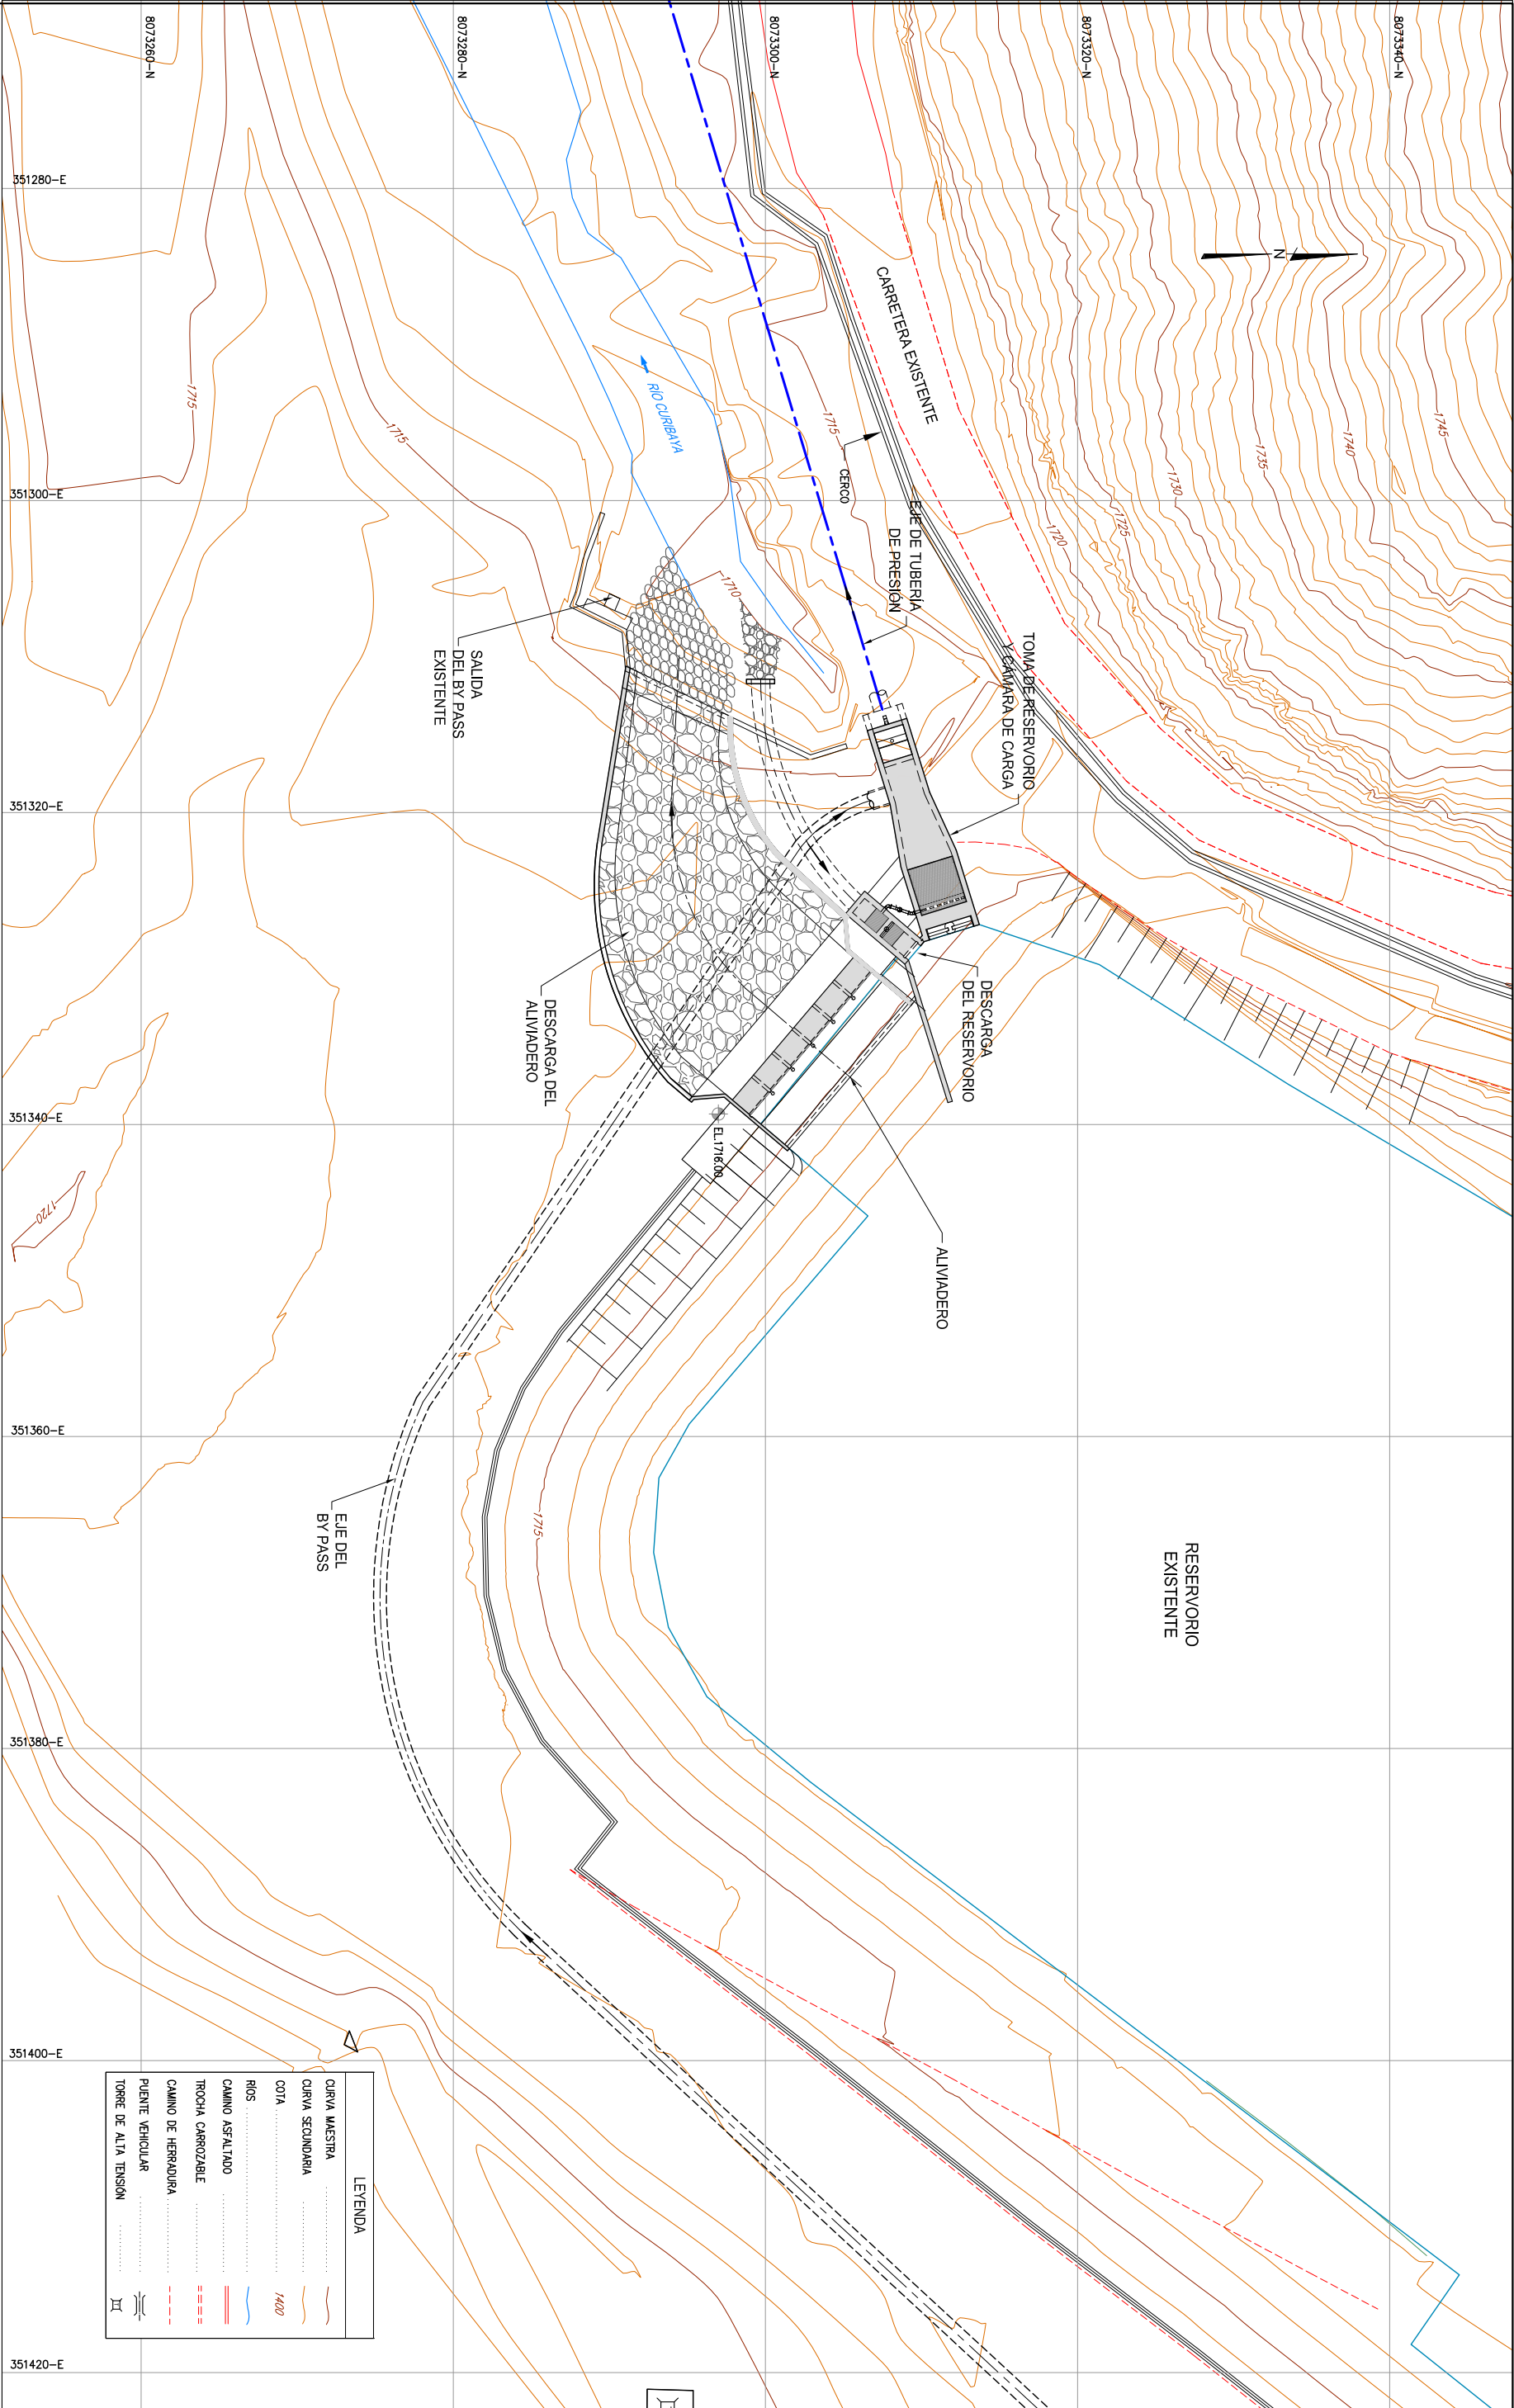 8073260-N
8073280-N
8073300-N
8073320-N
8073340-N
351280-E
351300-E
351320-E
351340-E
351360-E
351380-E
351400-E
351420-E
N
CARRETERA EXISTENTE
RÍO CURIBAYA
CERCO
EJE DE TUBERÍA
DE PRESIÓN
TOMA DE RESERVORIO
Y CÁMARA DE CARGA
SALIDA
DEL BY PASS
EXISTENTE
DESCARGA
DEL RESERVORIO
DESCARGA DEL
ALIVIADERO
EL.1716.00
ALIVIADERO
RESERVORIO
EXISTENTE
EJE DEL
BY PASS
1715
1715
1715
1710
1720
1725
1730
1735
1740
1745
1720
1715
LEYENDA
CURVA MAESTRA
CURVA SECUNDARIA
COTA 1400
RÍOS
CAMINO ASFALTADO
TROCHA CARROZABLE
CAMINO DE HERRADURA
PUENTE VEHICULAR
TORRE DE ALTA TENSIÓN